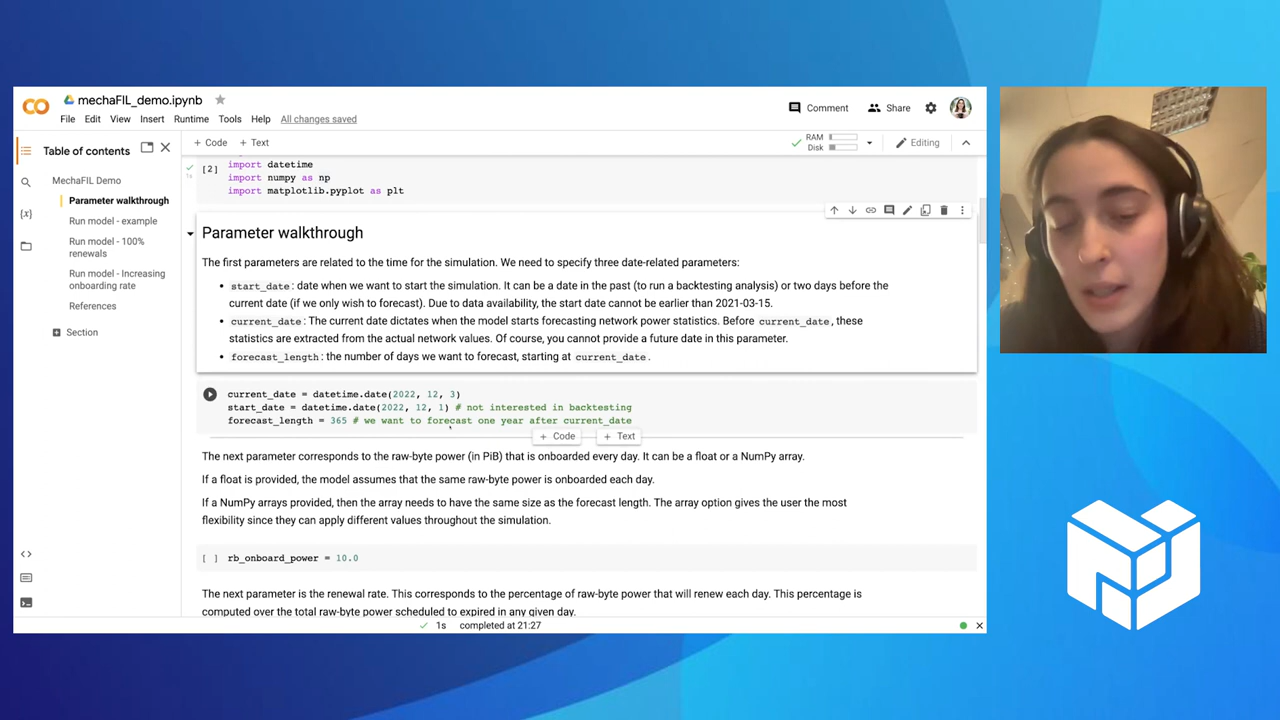 mechaFIL_demo.ipynb
File Edit View Insert Runtime Tools Help All changes saved
Comment Share
Table of contents
+ Code + Text
RAM
Disk
Editing
MechaFIL Demo
Parameter walkthrough
Run model - example
Run model - 100%
renewals
Run model - Increasing
onboarding rate
References
Section
[2]
1s
import datetime
import numpy as np
import matplotlib.pyplot as plt
Parameter walkthrough
The first parameters are related to the time for the simulation. We need to specify three date-related parameters:
• start_date: date when we want to start the simulation. It can be a date in the past (to run a backtesting analysis) or two days before the
current date (if we only wish to forecast). Due to data availability, the start date cannot be earlier than 2021-03-15.
• current_date: The current date dictates when the model starts forecasting network power statistics. Before current_date, these
statistics are extracted from the actual network values. Of course, you cannot provide a future date in this parameter.
• forecast_length: the number of days we want to forecast, starting at current_date.
current_date = datetime.date(2022, 12, 3)
start_date = datetime.date(2022, 12, 1) # not interested in backtesting
forecast_length = 365 # we want to forecast one year after current_date
+ Code + Text
The next parameter corresponds to the raw-byte power (in PiB) that is onboarded every day. It can be a float or a NumPy array.
If a float is provided, the model assumes that the same raw-byte power is onboarded each day.
If a NumPy arrays provided, then the array needs to have the same size as the forecast length. The array option gives the user the most
flexibility since they can apply different values throughout the simulation.
[ ] rb_onboard_power = 10.0
The next parameter is the renewal rate. This corresponds to the percentage of raw-byte power that will renew each day. This percentage is
computed over the total raw-byte power scheduled to expired in any given day.
1s completed at 21:27